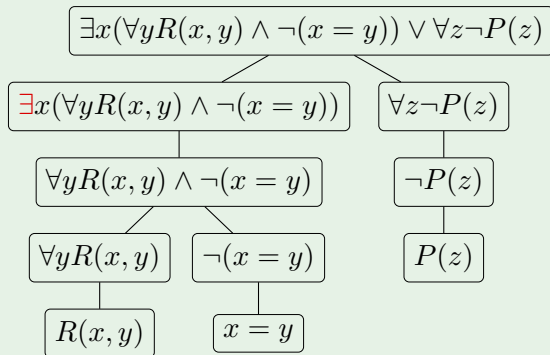 ∃x(∀yR(x, y) ∧ ¬(x = y)) ∨ ∀z¬P(z)
∃x(∀yR(x, y) ∧ ¬(x = y)) ∀z¬P(z)
∀yR(x, y) ∧ ¬(x = y) ¬P(z)
∀yR(x, y) ¬(x = y) P(z)
R(x, y) x = y